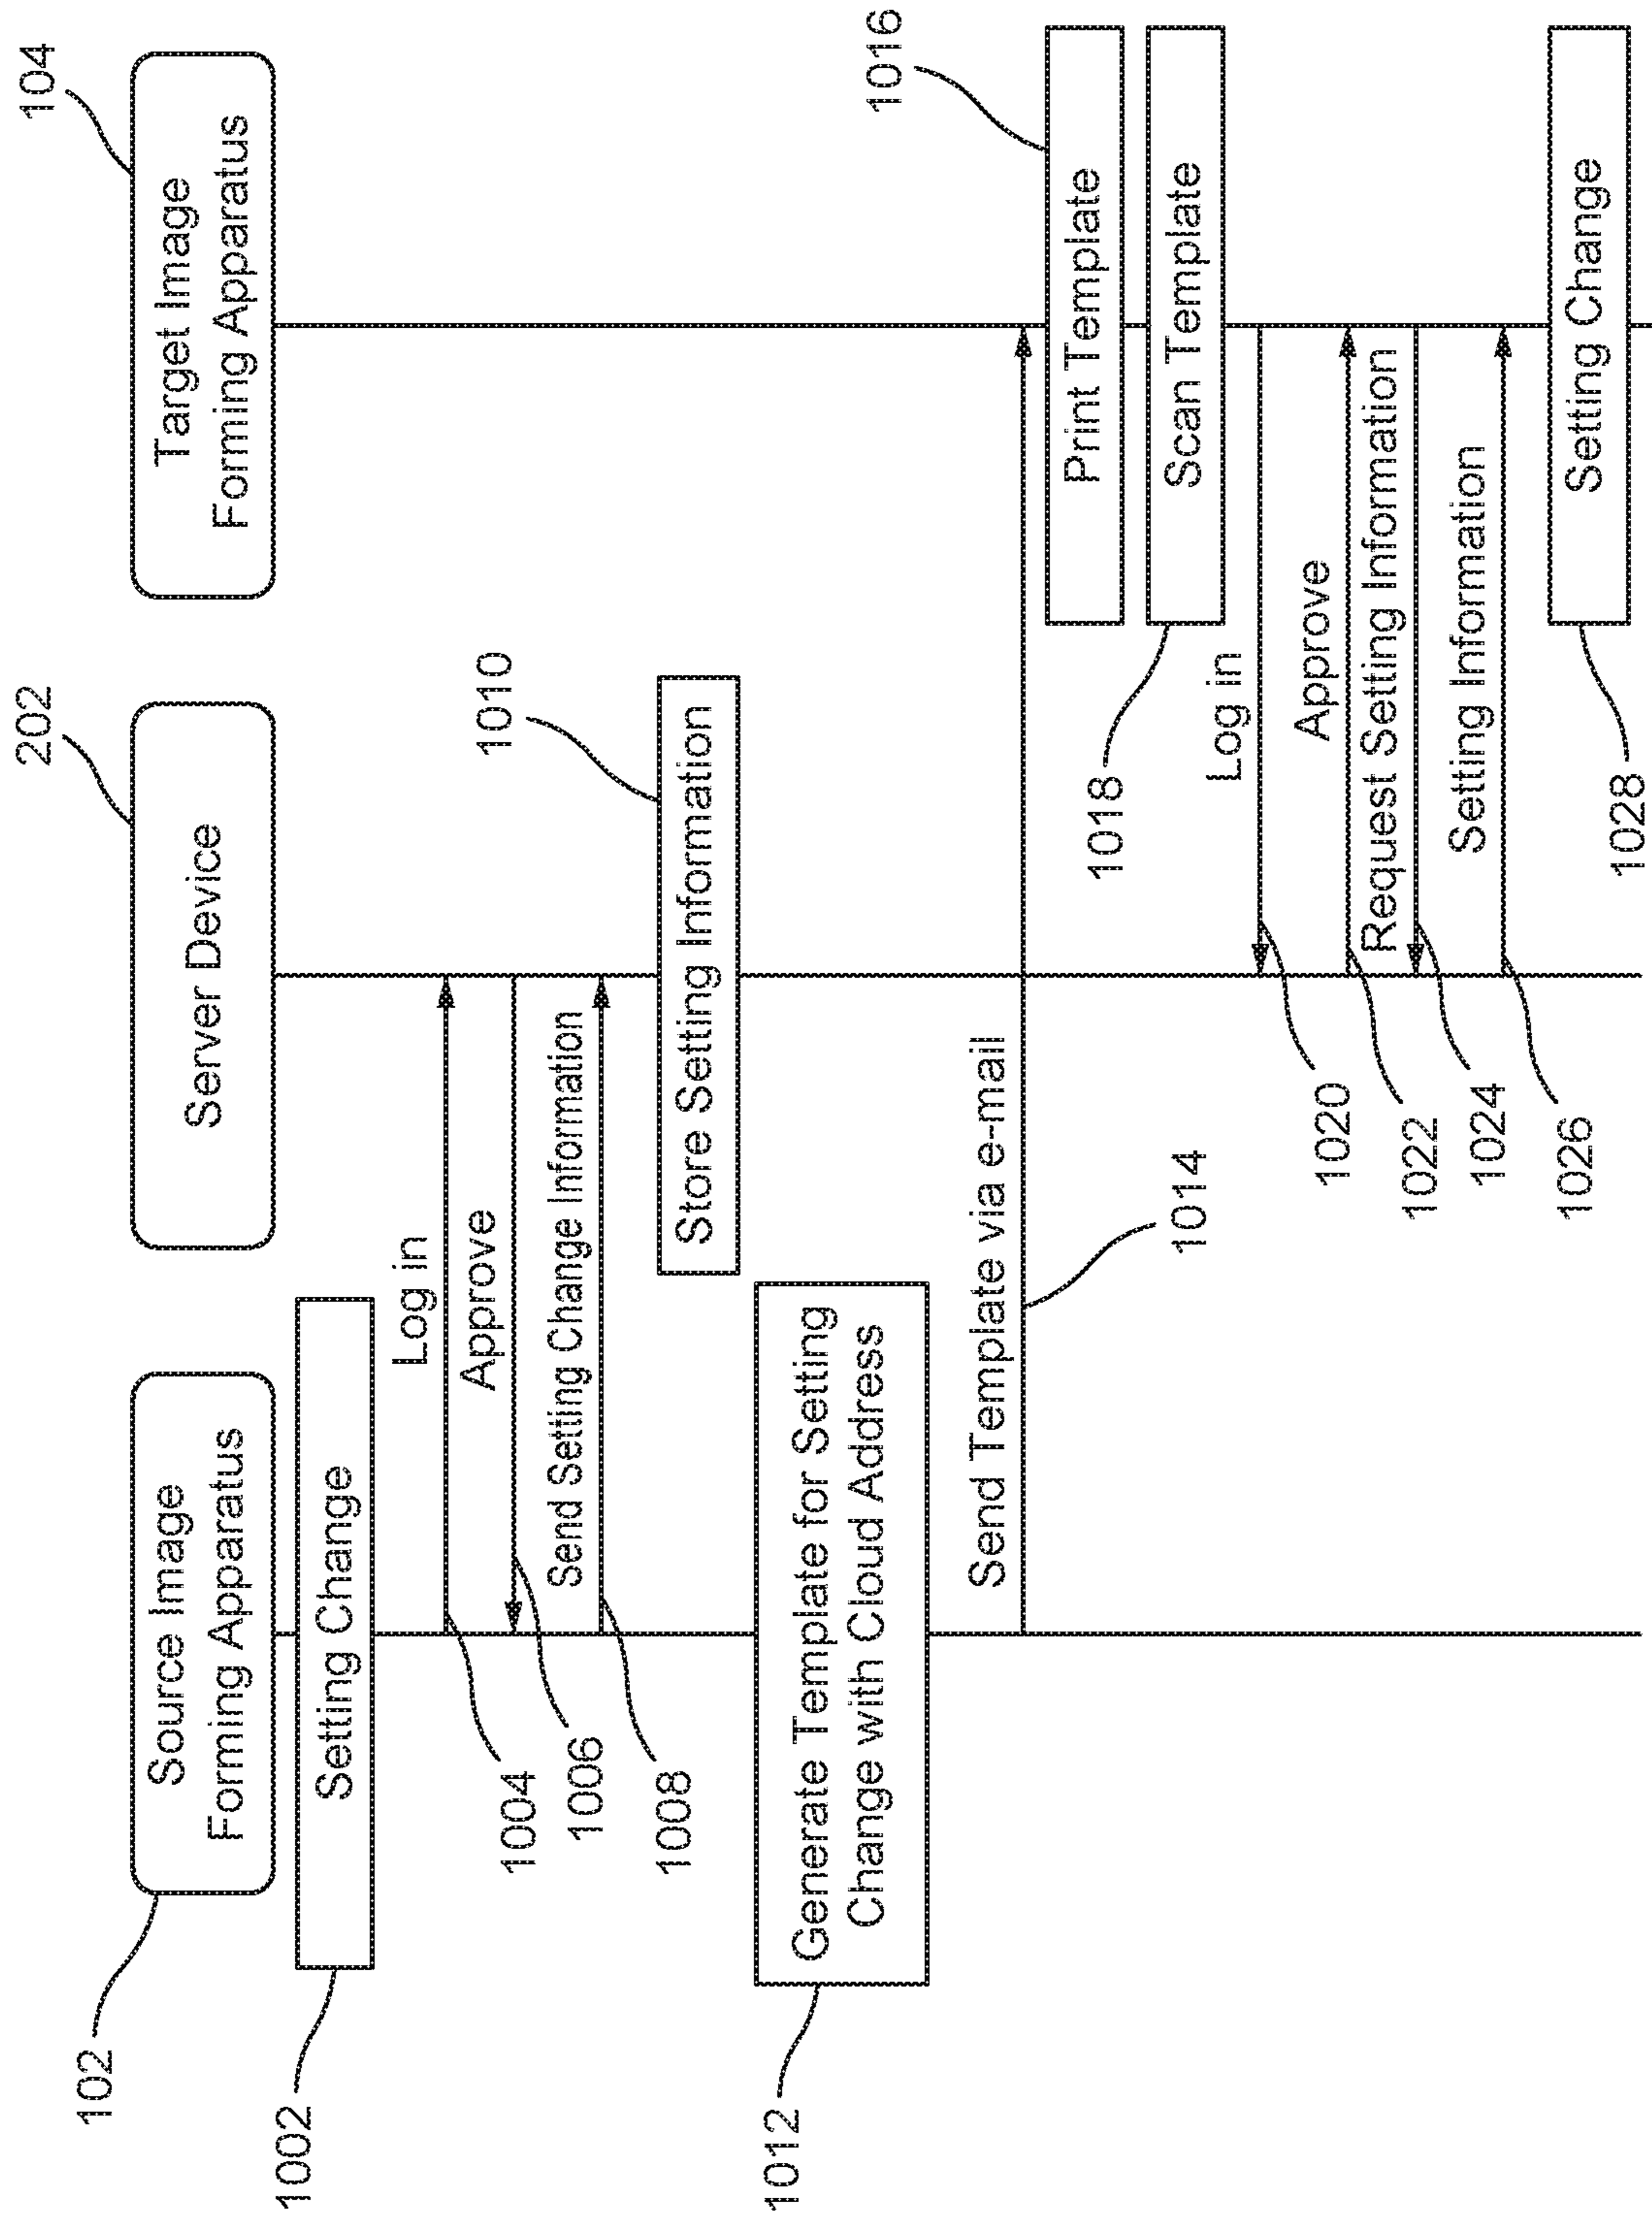 102
Source Image
Forming Apparatus
202
Server Device
104
Target Image
Forming Apparatus
1002
Setting Change
Log in
1004
Approve
1006
Send Setting Change Information
1008
Store Setting Information
1010
1012
Generate Template for Setting
Change with Cloud Address
Send Template via e-mail
1014
Print Template
1016
Scan Template
1018
Log in
1020
Approve
1022
Request Setting Information
1024
Setting Information
1026
Setting Change
1028